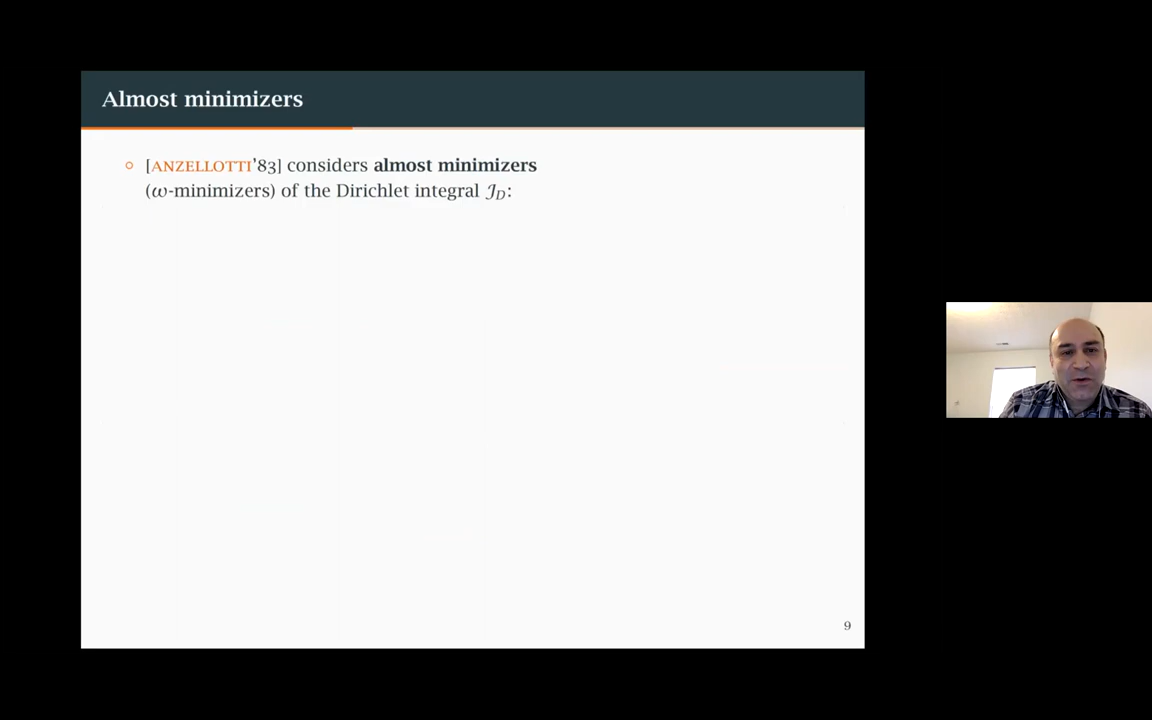 Almost minimizers
[ANZELLOTTI’83] considers almost minimizers
(ω-minimizers) of the Dirichlet integral 𝒥_D:
9